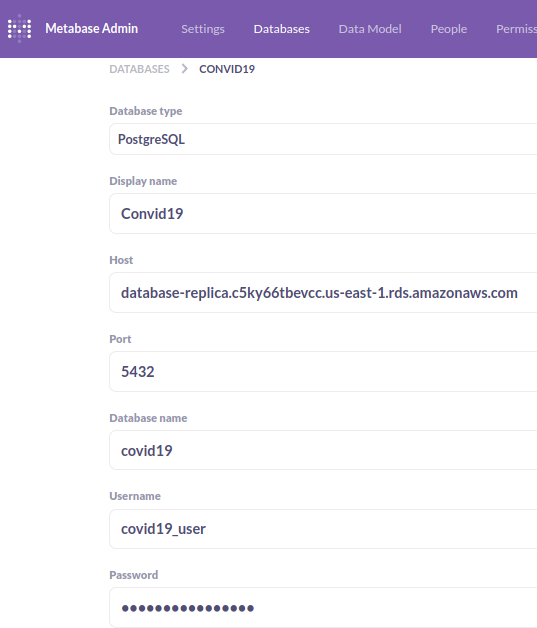 Metabase Admin Settings Databases Data Model People Permiss
DATABASES > CONVID19
Database type
PostgreSQL
Display name
Convid19
Host
database-replica.c5ky66tbevcc.us-east-1.rds.amazonaws.com
Port
5432
Database name
covid19
Username
covid19_user
Password
••••••••••••••••